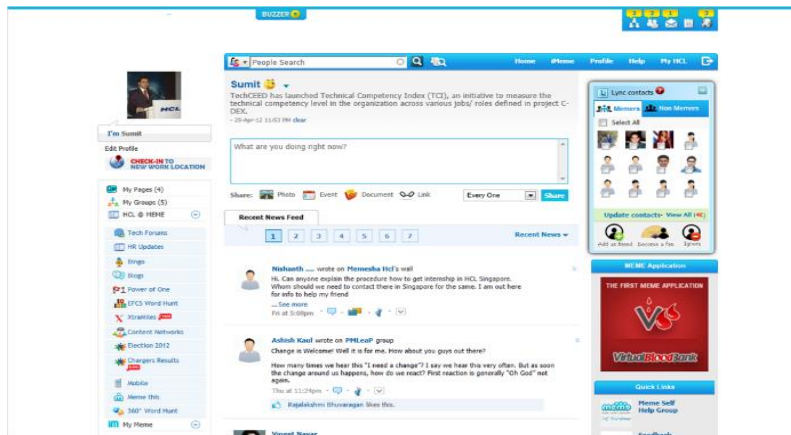 BUZZER
People Search
Home iMeme Profile Help My HCL
Sumit
TechCEED has launched Technical Competency Index (TCI), an initiative to measure the
technical competency level in the organization across various jobs/ roles defined in project C-
DEX.
- 29-Apr-12 11:53 PM clear
What are you doing right now?
Share: Photo Event Document Link Every One Share
Recent News Feed
1 2 3 4 5 6 7 Recent News
Nishanth .... wrote on Memesha Hcl's wall
Hi. Can anyone explain the procedure how to get internship in HCL Singapore.
Whom should we need to contact there in Singapore for the same. I am out here
for info to help my friend
...See more
Fri at 5:08pm
Ashish Kaul wrote on PMLeaP group
Change is Welcome! Well it is for me. How about you guys out there?
How many times we hear this "I need a change"? I say we hear this very often. But as soon
the change around us happens, how do we react? First reaction is generally "Oh God" not
again.
Thu at 11:24pm
Rajalakshmi Bhuvaragan likes this.
Vineet Nayar
HCL
I'm Sumit
Edit Profile
CHECK-IN TO
NEW WORK LOCATION
My Pages (4)
My Groups (5)
HCL @ MEME
Tech Forums
HR Updates
Bingo
Blogs
Power of One
EFCS Word Hunt
XtraMiles
Content Networks
Election 2012
Chargers Results
Mobile
Meme this
360° Word Hunt
My Meme
Lync contacts
Memers Non Memers
Select All
Update contacts- View All
Add as friend become a fan Ignore
MEME Application
THE FIRST MEME APPLICATION
VirtualBloodBank
Quick Links
meme
Meme Self
Help Group
Feedback